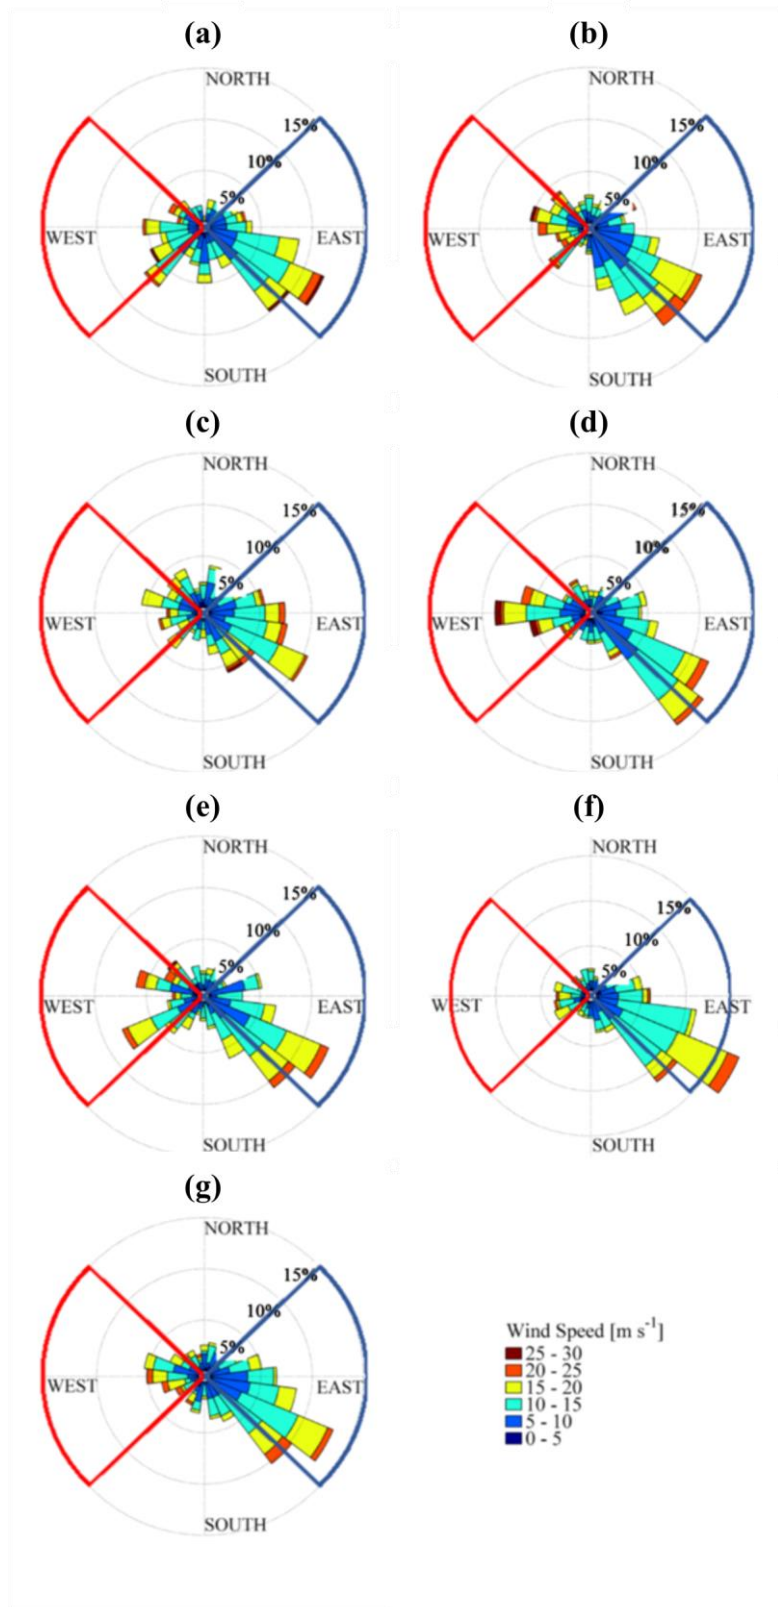 (a)
NORTH
15%
10%
5%
WEST
EAST
SOUTH
(b)
NORTH
15%
10%
5%
WEST
EAST
SOUTH
(c)
NORTH
15%
10%
5%
WEST
EAST
SOUTH
(d)
NORTH
15%
10%
5%
WEST
EAST
SOUTH
(e)
NORTH
15%
10%
5%
WEST
EAST
SOUTH
(f)
NORTH
15%
10%
5%
WEST
EAST
SOUTH
(g)
NORTH
15%
10%
5%
WEST
EAST
SOUTH
Wind Speed [m s⁻¹]
25 - 30
20 - 25
15 - 20
10 - 15
5 - 10
0 - 5